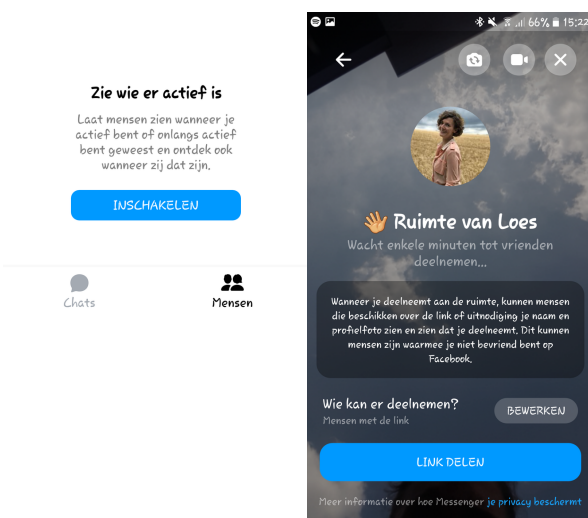 Zie wie er actief is
Laat mensen zien wanneer je
actief bent of onlangs actief
bent geweest en ontdek ook
wanneer zij dat zijn.
INSCHAKELEN
Chats
Mensen
66% 15:22
👋 Ruimte van Loes
Wacht enkele minuten tot vrienden
deelnemen...
Wanneer je deelneemt aan de ruimte, kunnen mensen
die beschikken over de link of uitnodiging je naam en
profielfoto zien en zien dat je deelneemt. Dit kunnen
mensen zijn waarmee je niet bevriend bent op
Facebook.
Wie kan er deelnemen?
Mensen met de link
BEWERKEN
LINK DELEN
Meer informatie over hoe Messenger je privacy beschermt